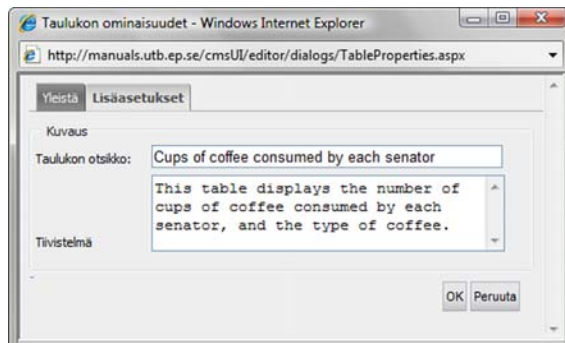 Taulukon ominaisuudet - Windows Internet Explorer
http://manuals.utb.ep.se/cmsUI/editor/dialogs/TableProperties.aspx
Yleistä Lisäasetukset
Kuvaus
Taulukon otsikko: Cups of coffee consumed by each senator
This table displays the number of
cups of coffee consumed by each
senator, and the type of coffee.
Tiivistelmä
OK Peruuta